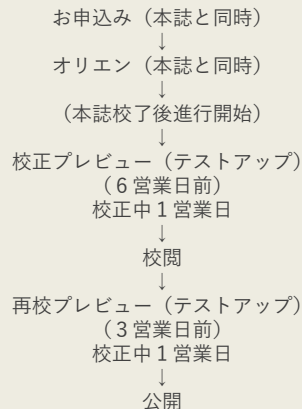 お申込み（本誌と同時）
↓
オリエン（本誌と同時）
↓
（本誌校了後進行開始）
↓
校正プレビュー（テストアップ）
（6営業日前）
校正中1営業日
↓
校閲
↓
再校プレビュー（テストアップ）
（3営業日前）
校正中1営業日
↓
公開